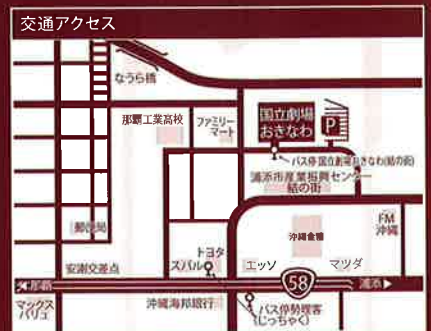 交通アクセス
なうら橋
那覇工業高校
ファミリー
マート
国立劇場
おきなわ
P
バス停 国立劇場おきなわ(結の街)
浦添市産業振興センター
結の街
郵便局
沖縄食糧
FM
沖縄
トヨタ
スバル
エッソ
マツダ
安謝交差点
那覇
58
浦添
マックス
バリュ
沖縄海邦銀行
バス停勢理客
(じっちゃく)